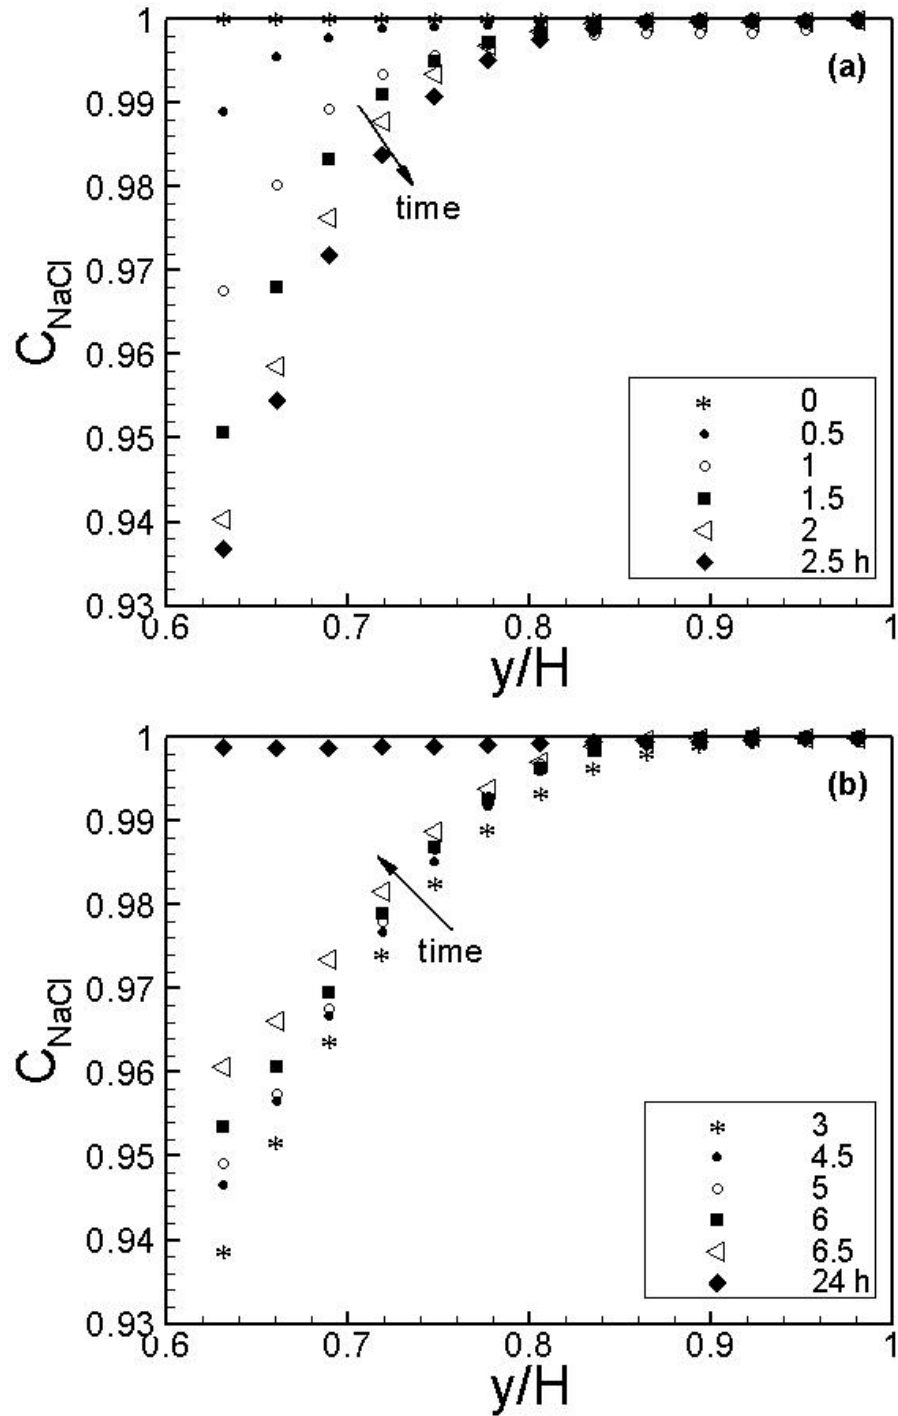 1
(a)
0.99
0.98
time
0.97
C_NaCl
0.96
* 0
0.95
• 0.5
○ 1
■ 1.5
0.94
◁ 2
◆ 2.5 h
0.93
0.6 0.7 0.8 0.9 1
y/H
1
(b)
0.99
0.98
time
0.97
C_NaCl
0.96
* 3
0.95
• 4.5
○ 5
■ 6
0.94
◁ 6.5
◆ 24 h
0.93
0.6 0.7 0.8 0.9 1
y/H